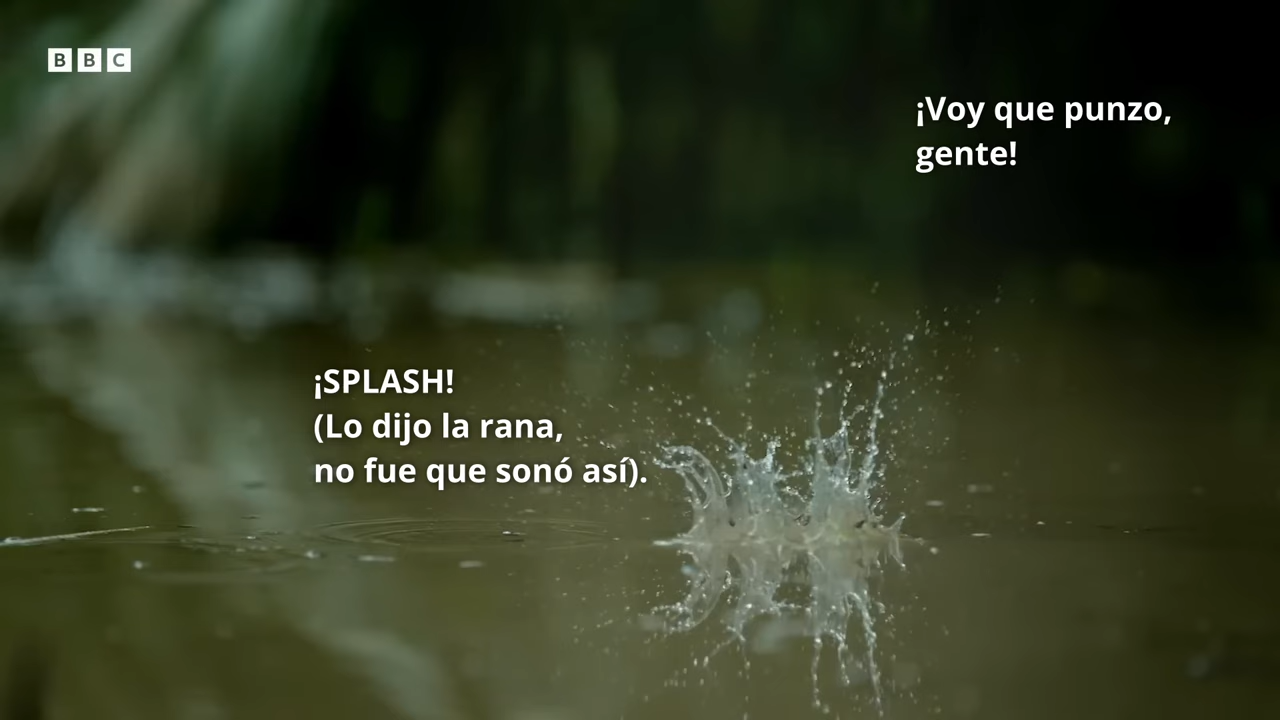 BBC
¡Voy que punzo,
gente!
¡SPLASH!
(Lo dijo la rana,
no fue que sonó así).